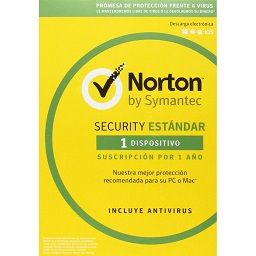 PROMESA DE PROTECCIÓN FRENTE A VIRUS
Descarga electrónica
iOS
Norton
by Symantec
SECURITY ESTÁNDAR
1 DISPOSITIVO
SUSCRIPCIÓN POR 1 AÑO
Nuestra mejor protección
recomendada para su PC o Mac
INCLUYE ANTIVIRUS